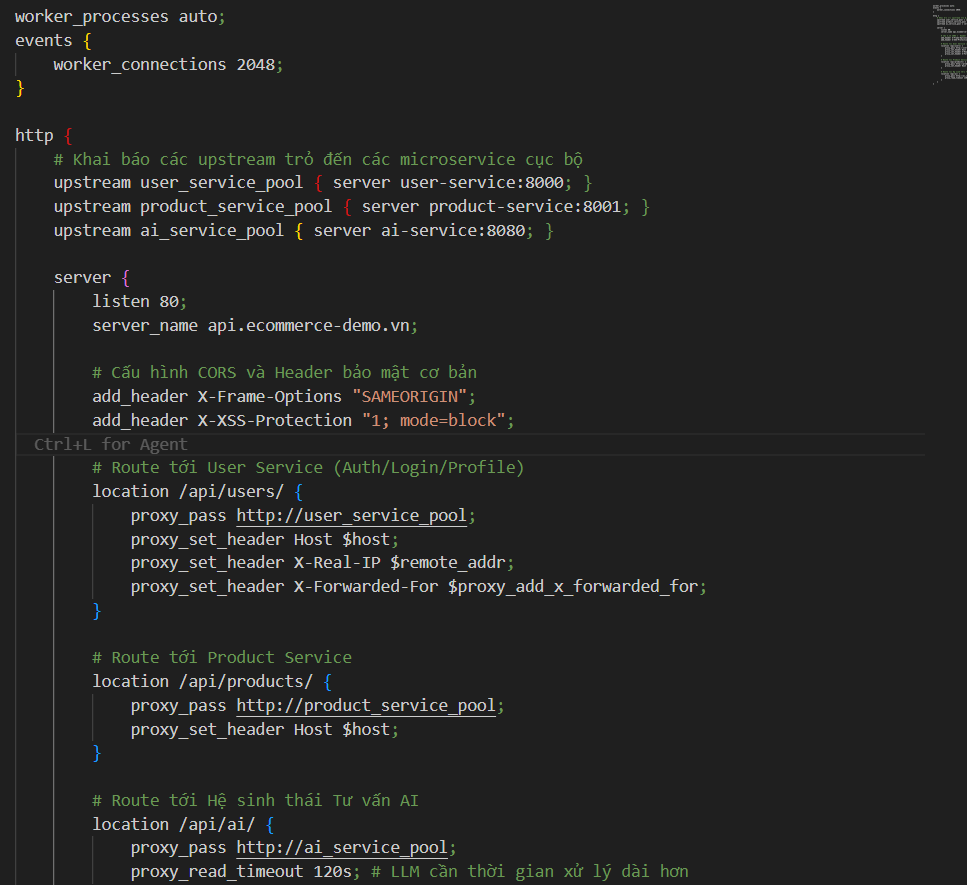 worker_processes auto;
events {
    worker_connections 2048;
}
http {
    # Khai báo các upstream trỏ đến các microservice cục bộ
    upstream user_service_pool { server user-service:8000; }
    upstream product_service_pool { server product-service:8001; }
    upstream ai_service_pool { server ai-service:8080; }
    server {
        listen 80;
        server_name api.ecommerce-demo.vn;
        # Cấu hình CORS và Header bảo mật cơ bản
        add_header X-Frame-Options "SAMEORIGIN";
        add_header X-XSS-Protection "1; mode=block";
  Ctrl+L for Agent
        # Route tới User Service (Auth/Login/Profile)
        location /api/users/ {
            proxy_pass http://user_service_pool;
            proxy_set_header Host $host;
            proxy_set_header X-Real-IP $remote_addr;
            proxy_set_header X-Forwarded-For $proxy_add_x_forwarded_for;
        }
        # Route tới Product Service
        location /api/products/ {
            proxy_pass http://product_service_pool;
            proxy_set_header Host $host;
        }
        # Route tới Hệ sinh thái Tư vấn AI
        location /api/ai/ {
            proxy_pass http://ai_service_pool;
            proxy_read_timeout 120s; # LLM cần thời gian xử lý dài hơn